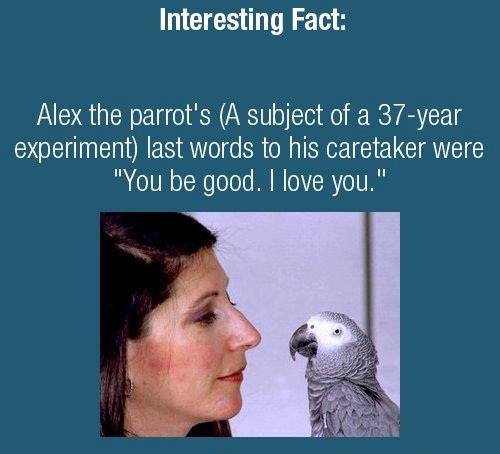 Interesting Fact:
Alex the parrot's (A subject of a 37-year
experiment) last words to his caretaker were
"You be good. I love you."